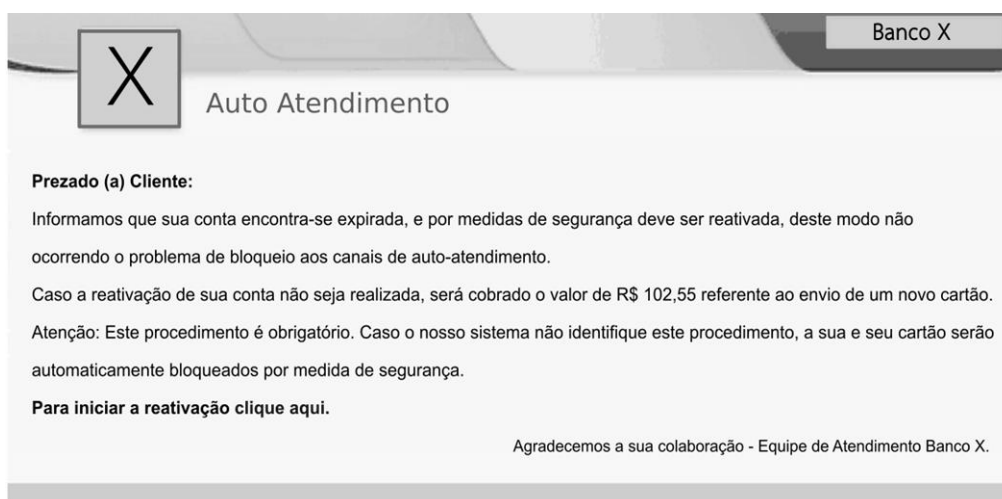 Banco X
X
Auto Atendimento
Prezado (a) Cliente:
Informamos que sua conta encontra-se expirada, e por medidas de segurança deve ser reativada, deste modo não
ocorrendo o problema de bloqueio aos canais de auto-atendimento.
Caso a reativação de sua conta não seja realizada, será cobrado o valor de R$ 102,55 referente ao envio de um novo cartão.
Atenção: Este procedimento é obrigatório. Caso o nosso sistema não identifique este procedimento, a sua e seu cartão serão
automaticamente bloqueados por medida de segurança.
Para iniciar a reativação clique aqui.
Agradecemos a sua colaboração - Equipe de Atendimento Banco X.